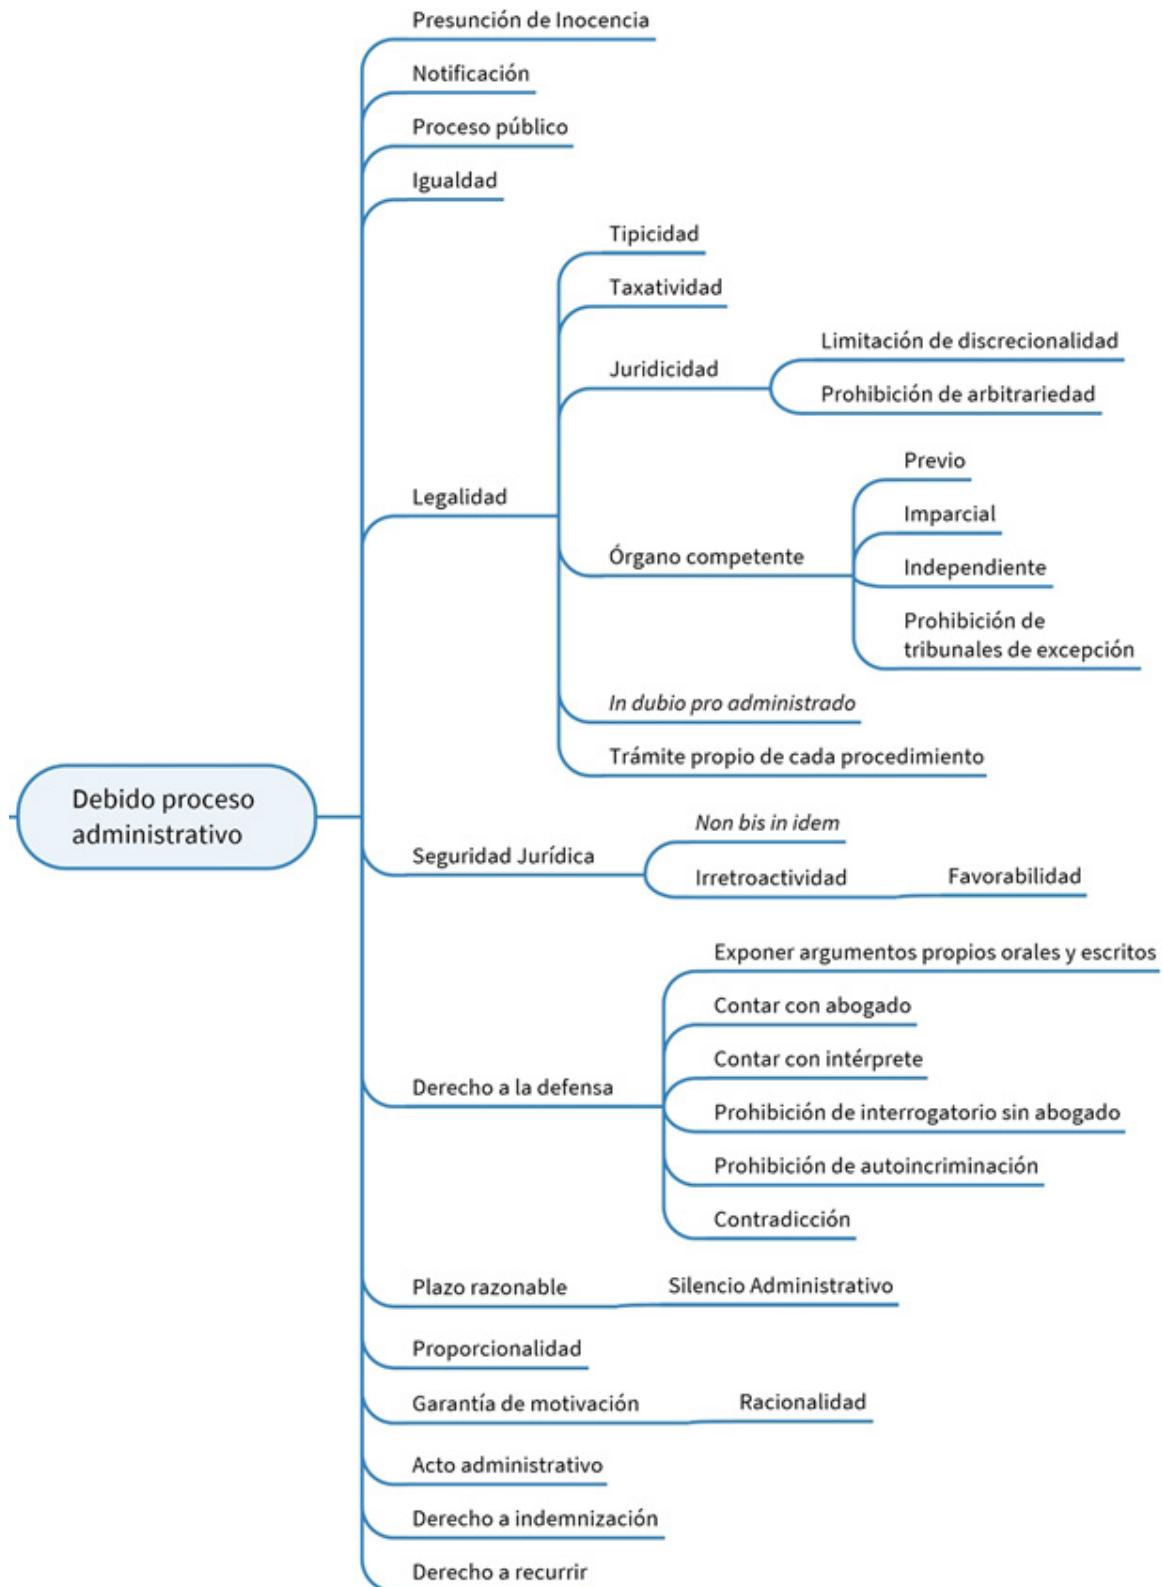 Presunción de Inocencia
Notificación
Proceso público
Igualdad
Tipicidad
Taxatividad
Limitación de discrecionalidad
Juridicidad
Prohibición de arbitrariedad
Previo
Legalidad
Imparcial
Órgano competente
Independiente
Prohibición de
tribunales de excepción
In dubio pro administrado
Trámite propio de cada procedimiento
Debido proceso
administrativo
Non bis in idem
Seguridad Jurídica
Irretroactividad
Favorabilidad
Exponer argumentos propios orales y escritos
Contar con abogado
Contar con intérprete
Derecho a la defensa
Prohibición de interrogatorio sin abogado
Prohibición de autoincriminación
Contradicción
Plazo razonable
Silencio Administrativo
Proporcionalidad
Garantía de motivación
Racionalidad
Acto administrativo
Derecho a indemnización
Derecho a recurrir